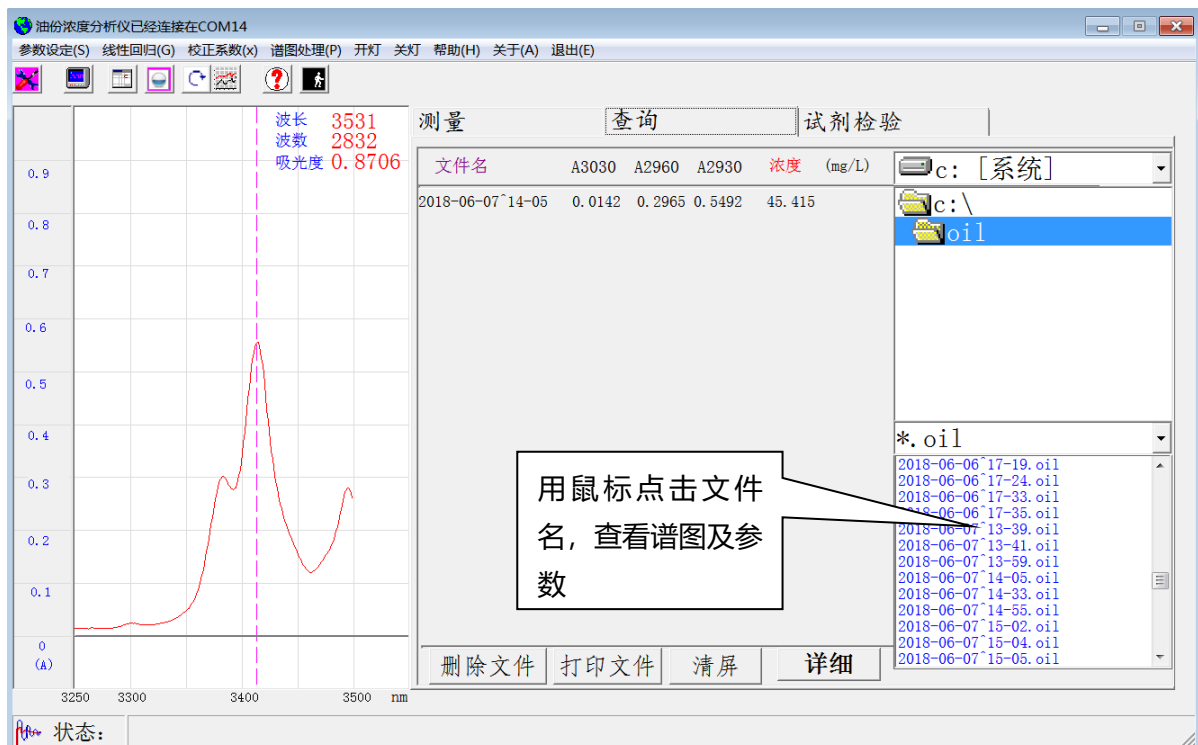 油份浓度分析仪已经连接在COM14
参数设定(S) 线性回归(G) 校正系数(x) 谱图处理(P) 开灯 关灯 帮助(H) 关于(A) 退出(E)
波长 3531
波数 2832
吸光度 0.8706
0.9
0.8
0.7
0.6
0.5
0.4
0.3
0.2
0.1
0
(A)
3250 3300 3400 3500 nm
测量 查询 试剂检验
文件名 A3030 A2960 A2930 浓度 (mg/L)
2018-06-07^14-05 0.0142 0.2965 0.5492 45.415
c: [系统]
c:\
oil
*.oil
2018-06-06^17-19.oil
2018-06-06^17-24.oil
2018-06-06^17-33.oil
2018-06-06^17-35.oil
2018-06-07^13-39.oil
2018-06-07^13-41.oil
2018-06-07^13-59.oil
2018-06-07^14-05.oil
2018-06-07^14-33.oil
2018-06-07^14-55.oil
2018-06-07^15-02.oil
2018-06-07^15-04.oil
2018-06-07^15-05.oil
用鼠标点击文件
名，查看谱图及参
数
删除文件 打印文件 清屏 详细
状态：